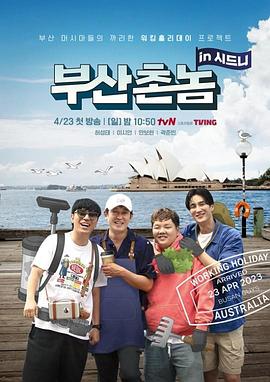 부산 머시마들의 까리한 워킹홀리데이 프로젝트
in 시드니
부산촌놈
4/23 첫 방송 | [일] 밤 10:50 tvN TVING
허성태 | 이시언 | 안보현 | 곽준빈
WORKING HOLIDAY
ARRIVED
23 APR 2023
BUSAN GUYS
AUSTRALIA